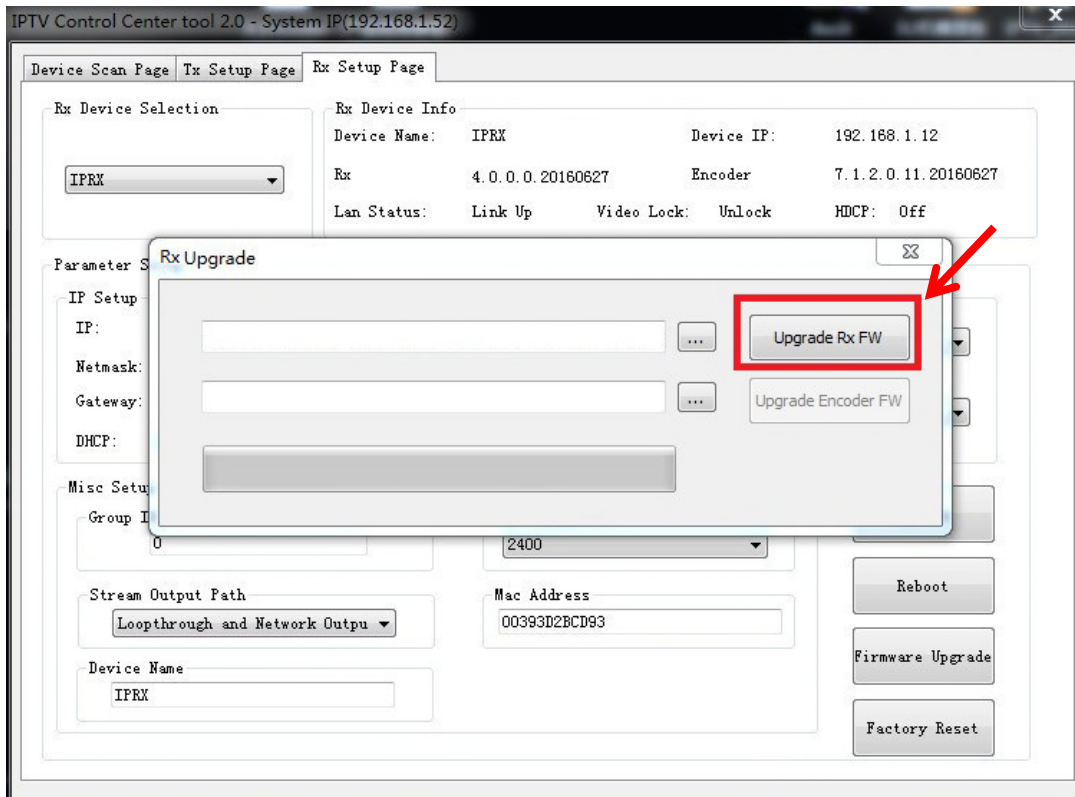 IPTV Control Center tool 2.0 - System IP(192.168.1.52)
x
Device Scan Page Tx Setup Page Rx Setup Page
Rx Device Selection
IPRX
Rx Device Info
Device Name: IPRX Device IP: 192.168.1.12
Rx 4.0.0.0.20160627 Encoder 7.1.2.0.11.20160627
Lan Status: Link Up Video Lock: Unlock HDCP: Off
Rx Upgrade
... Upgrade Rx FW
... Upgrade Encoder FW
Parameter S
IP Setup
IP:
Netmask:
Gateway:
DHCP:
Misc Setu
Group I
0
2400
Stream Output Path
Loopthrough and Network Outpu
Mac Address
00393D2BCD93
Device Name
IPRX
Reboot
Firmware Upgrade
Factory Reset